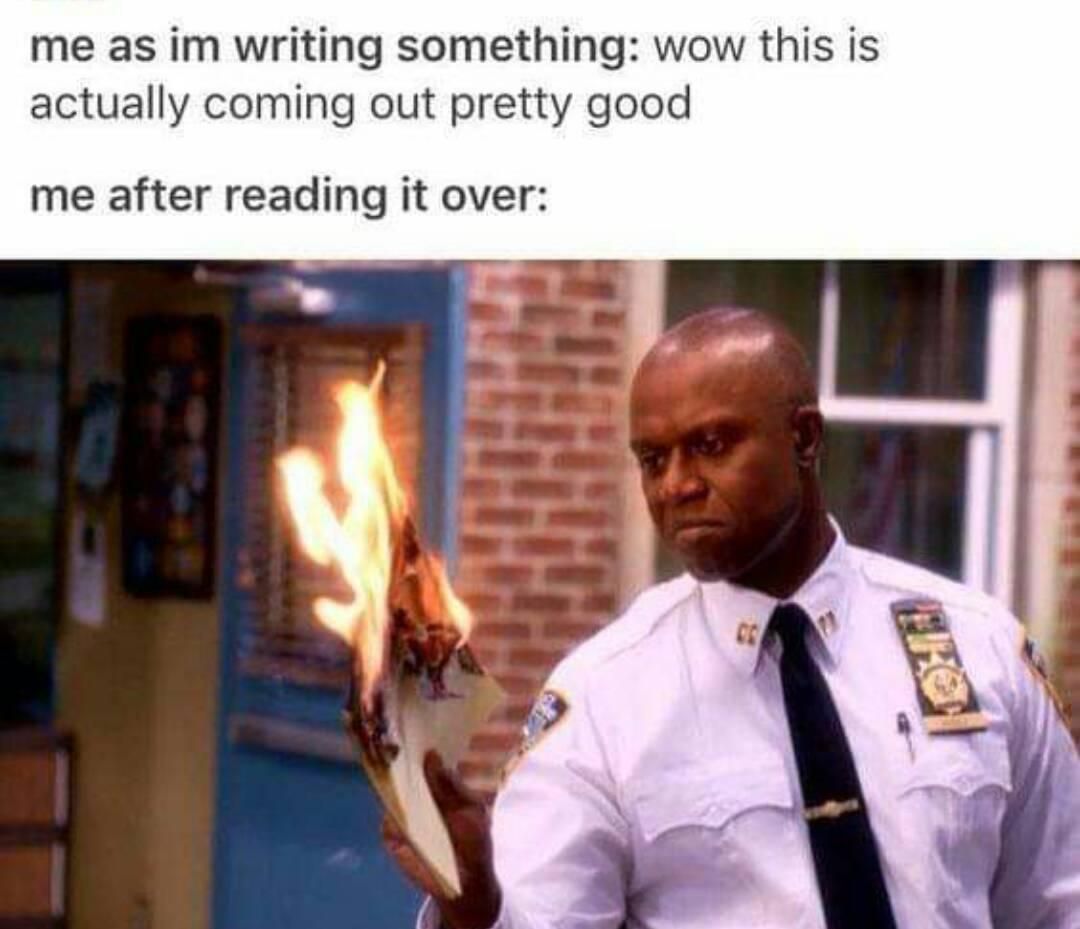 me as im writing something: wow this is
actually coming out pretty good
me after reading it over: